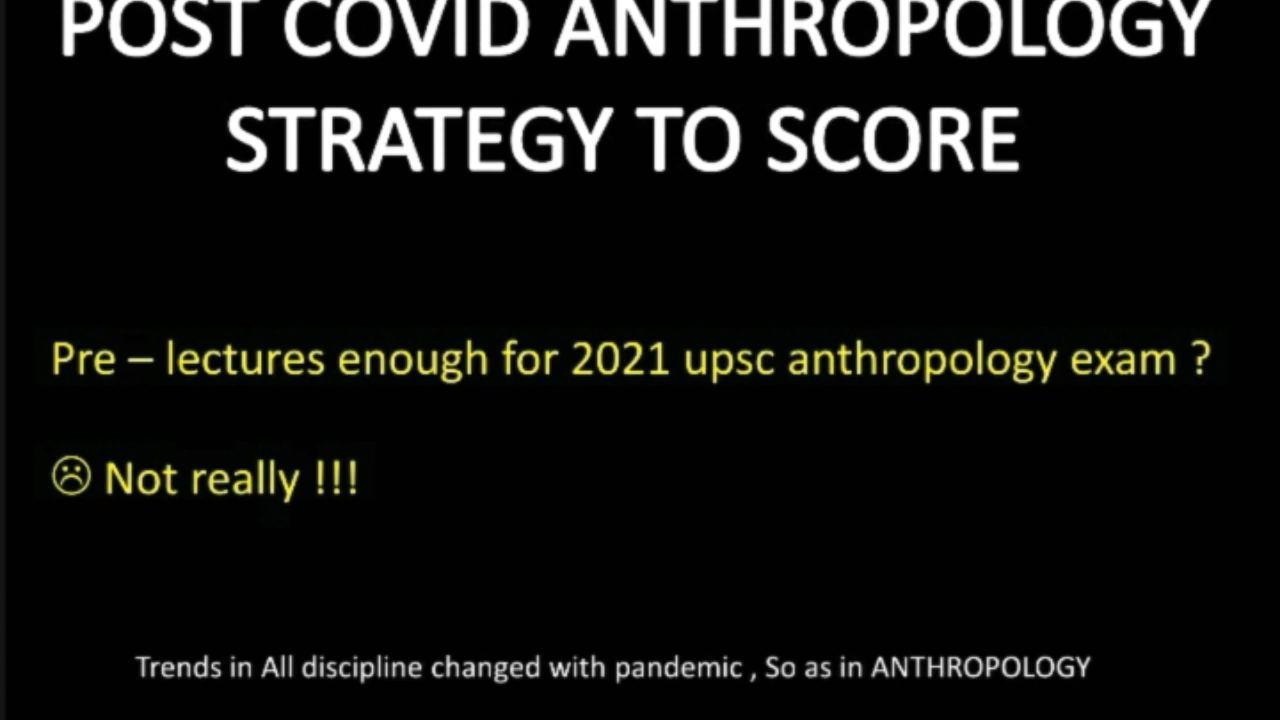 POST COVID ANTHROPOLOGY
STRATEGY TO SCORE
Pre – lectures enough for 2021 upsc anthropology exam ?
☹ Not really !!!
Trends in All discipline changed with pandemic , So as in ANTHROPOLOGY